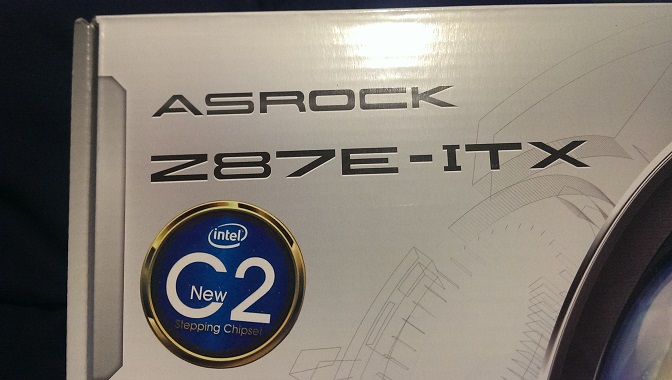 ASROCK
Z87E-ITX
intel
C2
New
Stepping Chipset